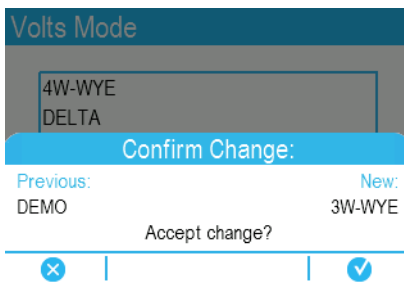 Volts Mode
4W-WYE
DELTA
Confirm Change:
Previous: New:
DEMO 3W-WYE
Accept change?